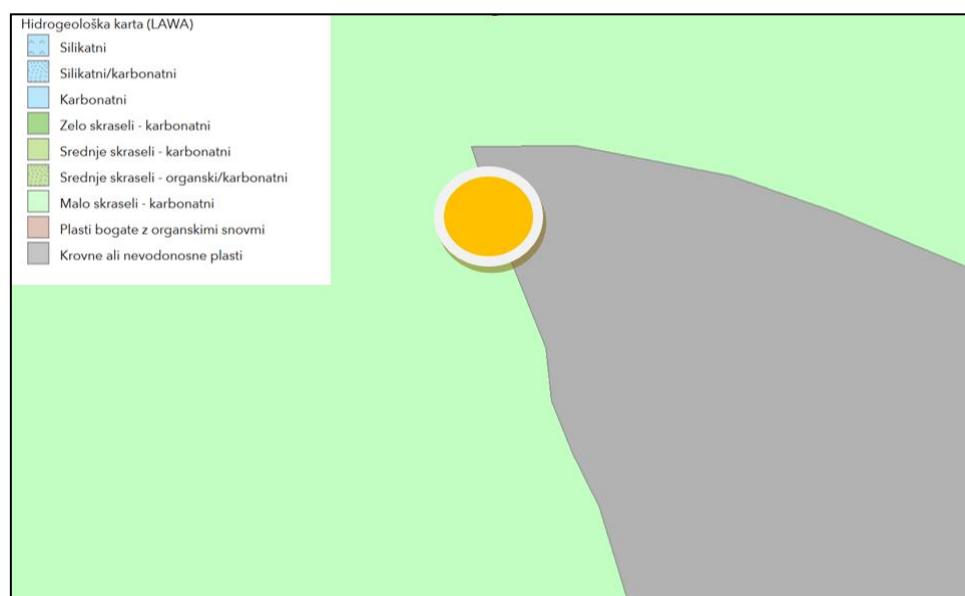 Hidrogeološka karta (LAWA)
Silikatni
Silikatni/karbonatni
Karbonatni
Zelo skraseli - karbonatni
Srednje skraseli - karbonatni
Srednje skraseli - organski/karbonatni
Malo skraseli - karbonatni
Plasti bogate z organskimi snovmi
Krovne ali nevodonosne plasti